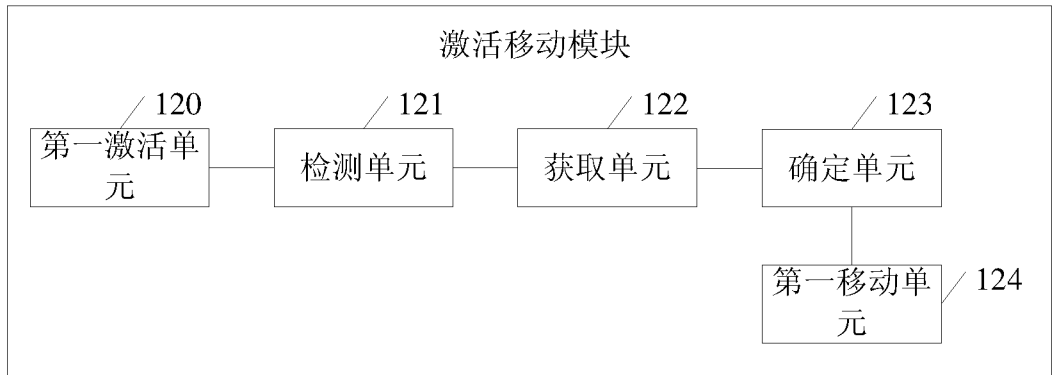 激活移动模块
120
121
122
123
第一激活单
元
检测单元
获取单元
确定单元
第一移动单
元
124